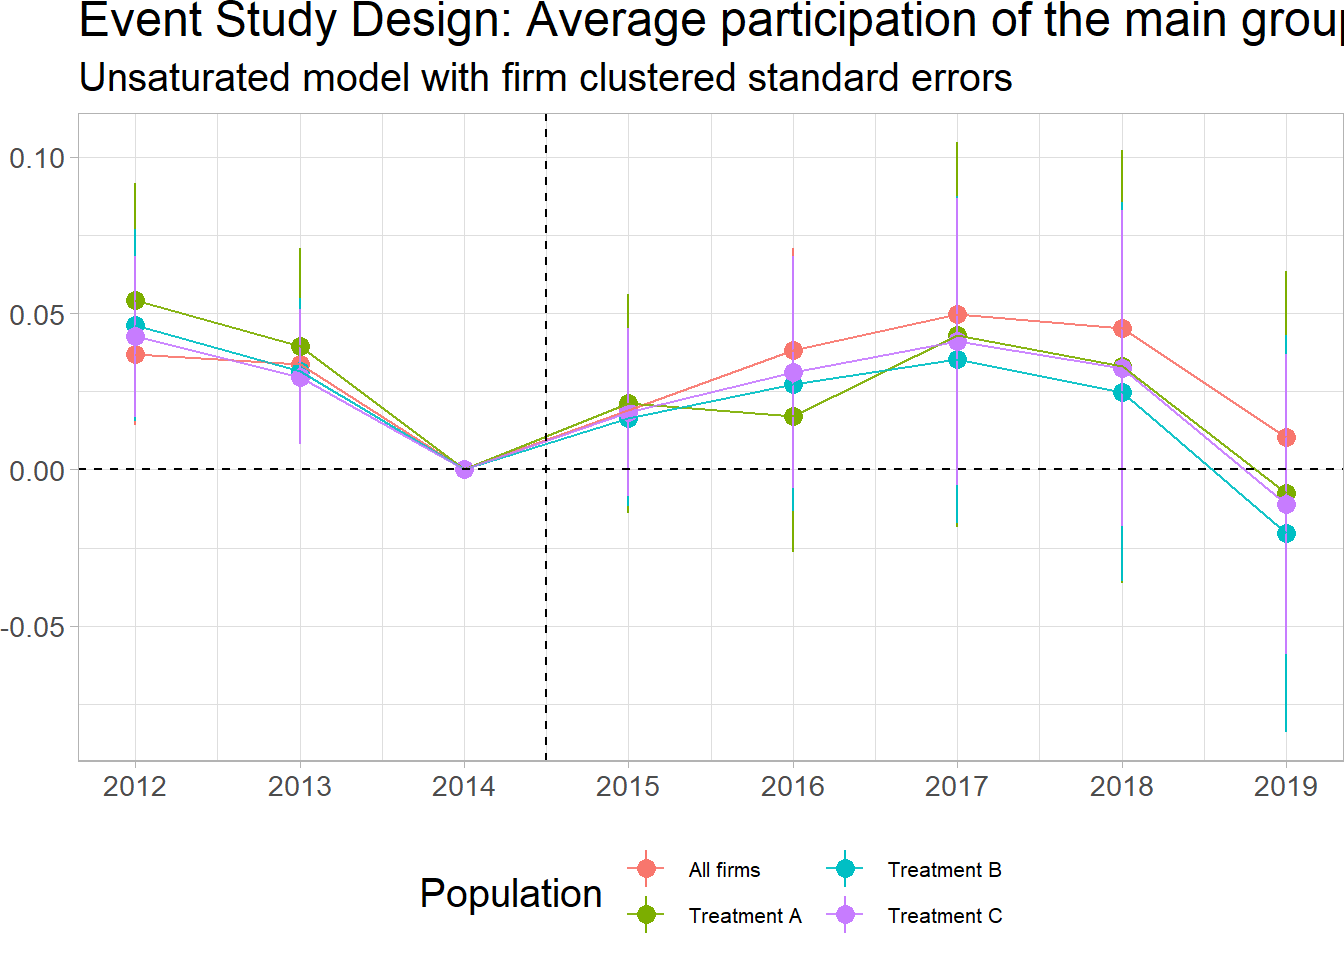 Event Study Design: Average participation of the main group
Unsaturated model with firm clustered standard errors
0.10
0.05
0.00
-0.05
2012 2013 2014 2015 2016 2017 2018 2019
Population
All firms
Treatment B
Treatment A
Treatment C